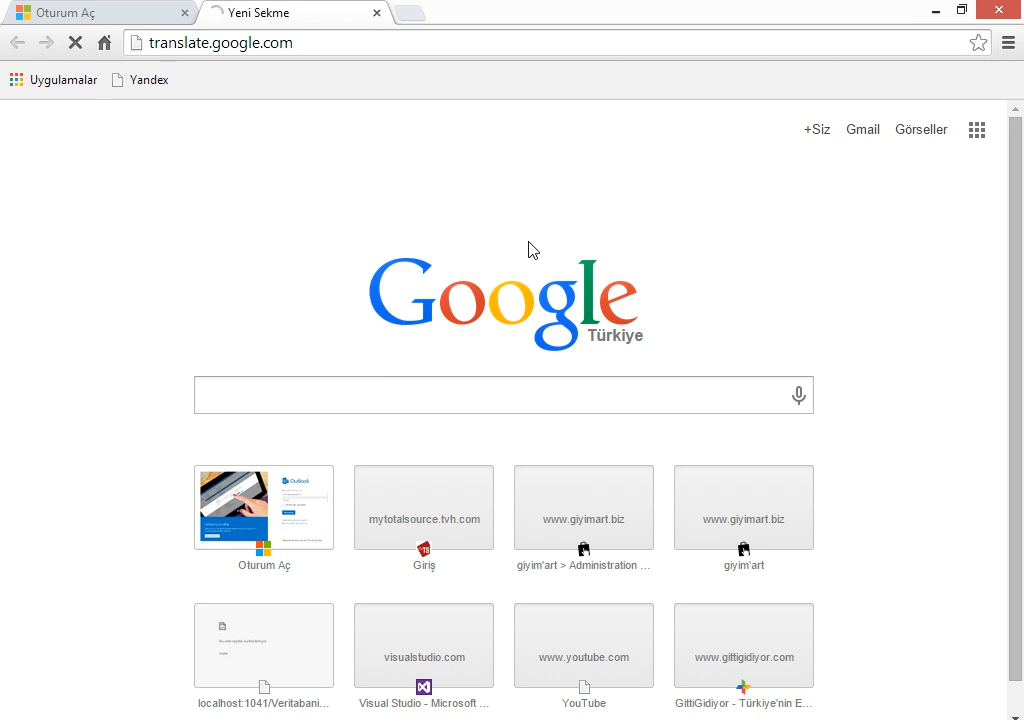 Oturum Aç
Yeni Sekme
translate.google.com
Uygulamalar
Yandex
+Siz Gmail Görseller
Google
Türkiye
Outlook
mytotalsource.tvh.com
www.giyimart.biz
www.giyimart.biz
TS
Oturum Aç
Giriş
giyim'art > Administration ...
giyim'art
visualstudio.com
www.youtube.com
www.gittigidiyor.com
localhost:1041/Veritabani...
Visual Studio - Microsoft ...
YouTube
GittiGidiyor - Türkiye'nin E...